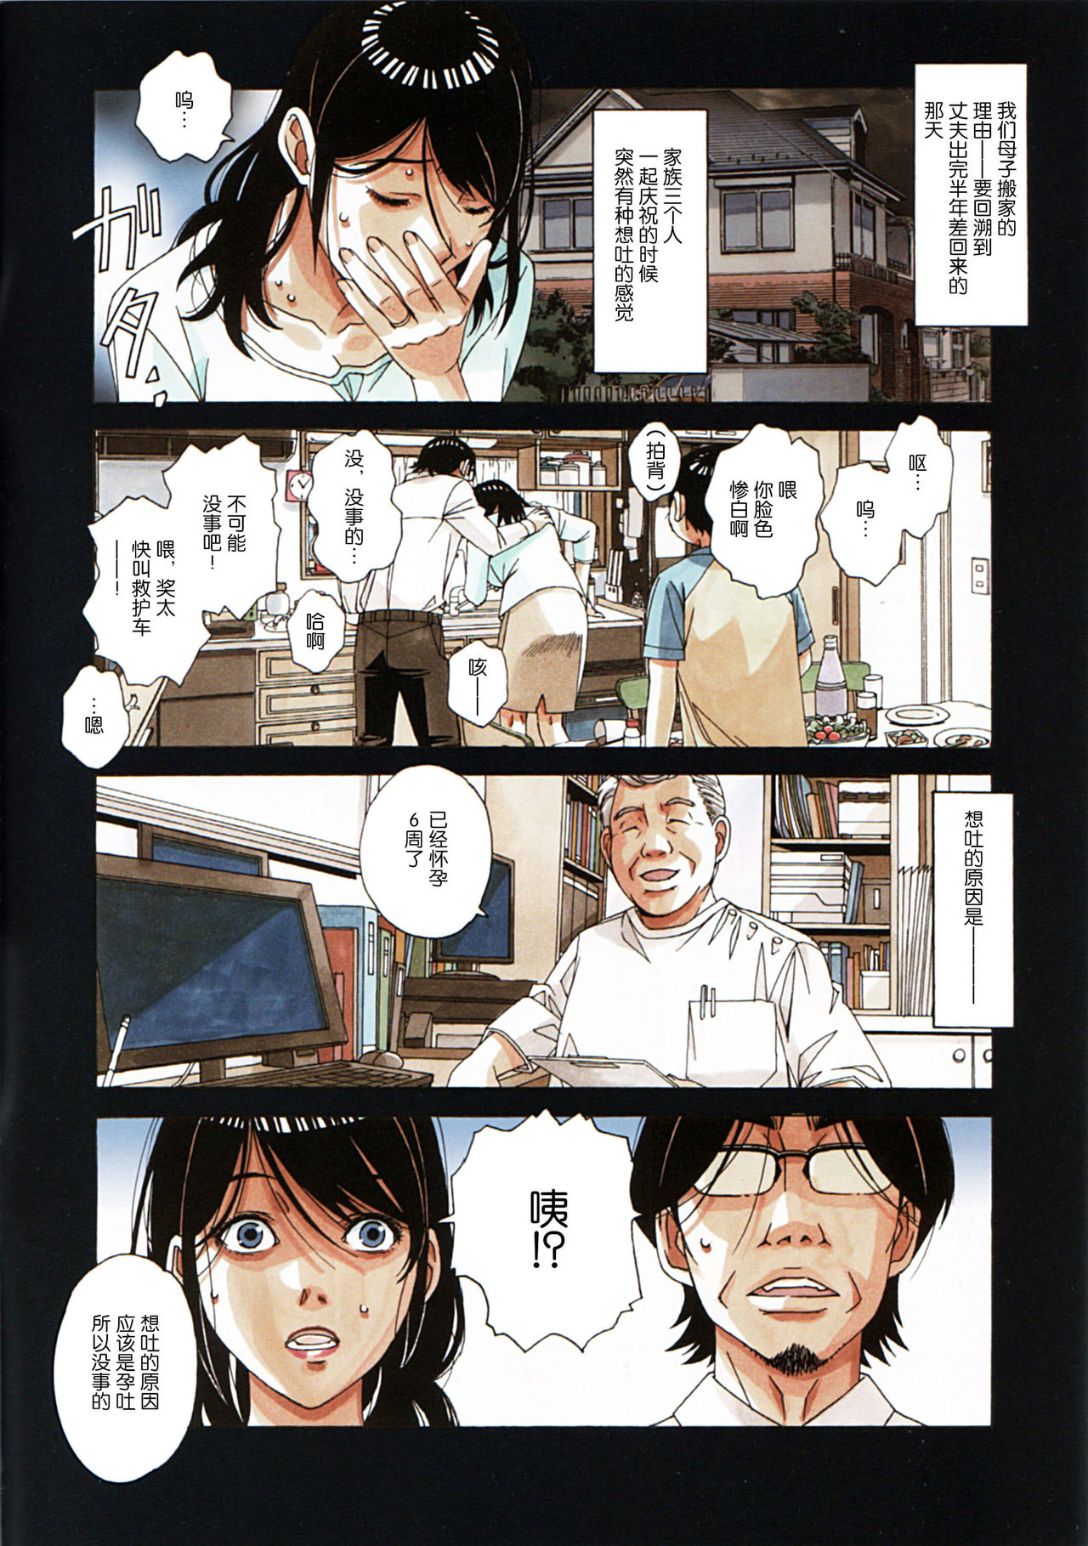 我们母子搬家的
理由——要回溯到
丈夫出完半年差回来的
那天
家族三个人
一起庆祝的时候
突然有种想吐的感觉
呜…
ガタ…
呕…
呜…
喂
你脸色
惨白啊
(拍背)
没,没事的…
不可能
没事吧!
喂,奖太
快叫救护车
——!
哈啊
咳——
…嗯
想吐的原因是————
已经怀孕
6周了
咦!?
想吐的原因
应该是孕吐
所以没事的